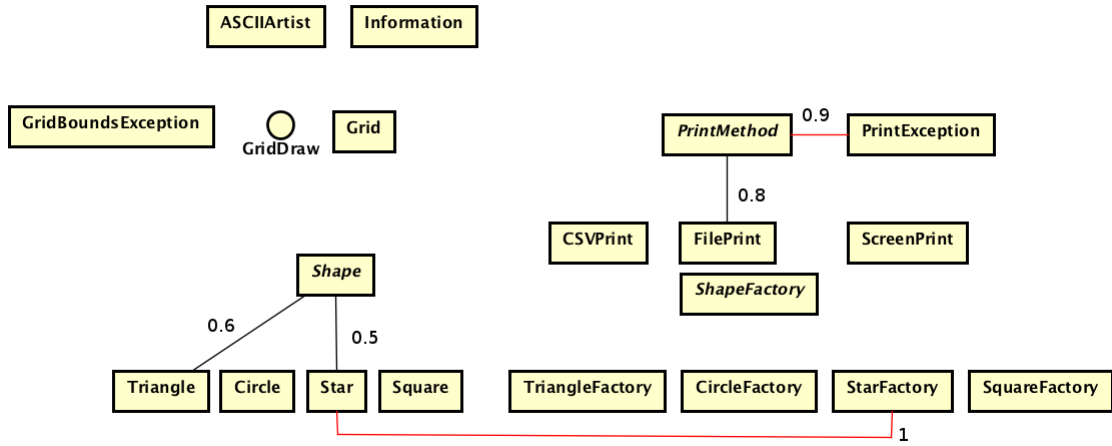 ASCIIArtist
Information
GridBoundsException
GridDraw
Grid
PrintMethod
0.9
PrintException
0.8
CSVPrint
FilePrint
ScreenPrint
Shape
ShapeFactory
0.6
0.5
Triangle
Circle
Star
Square
TriangleFactory
CircleFactory
StarFactory
SquareFactory
1